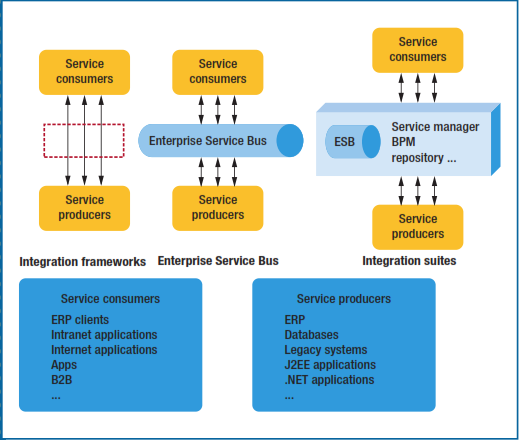 Service
consumers
Service
producers
Integration frameworks
Service
consumers
Enterprise Service Bus
Service
producers
Enterprise Service Bus
Service
consumers
ESB
Service manager
BPM
repository ...
Service
producers
Integration suites
Service consumers
ERP clients
Intranet applications
Internet applications
Apps
B2B
...
Service producers
ERP
Databases
Legacy systems
J2EE applications
.NET applications
...